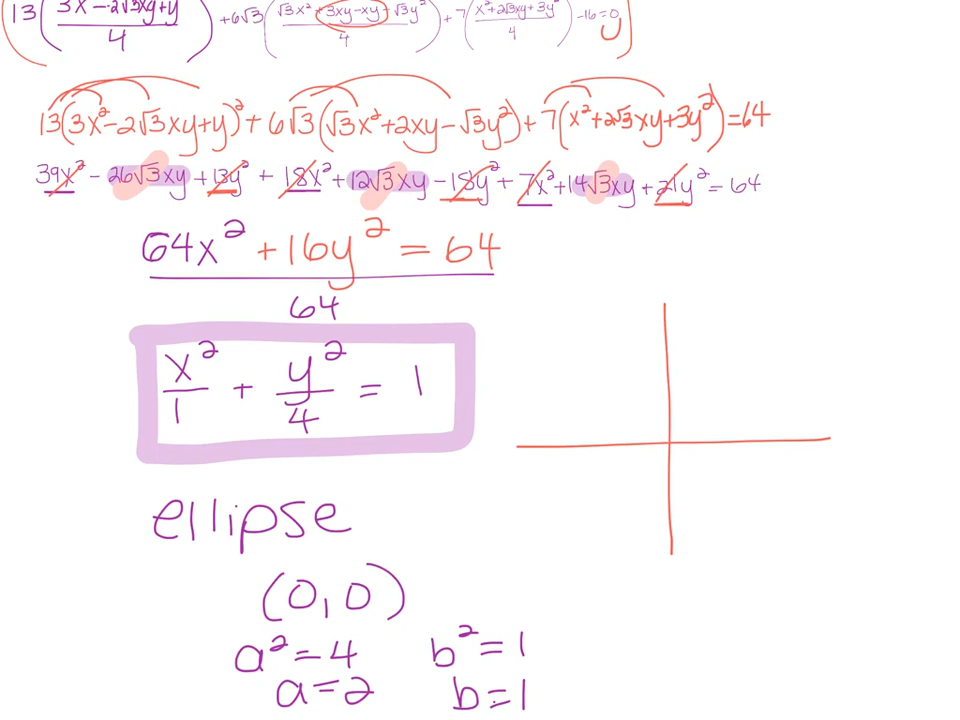 13(3x - 2√3xy + y / 4) + 6√3(√3x² + 3xy - xy - √3y² / 4) + 7(x² + 2√3xy + 3y² / 4) - 16 = 0
13(3x² - 2√3xy + y)² + 6√3(√3x² + 2xy - √3y²) + 7(x² + 2√3xy + 3y²) = 64
39x² - 26√3xy + 13y² + 18x² + 12√3xy - 18y² + 7x² + 14√3xy + 21y² = 64
64x² + 16y² = 64
64
x²/1 + y²/4 = 1
ellipse
(0,0)
a² = 4 b² = 1
a = 2 b = 1